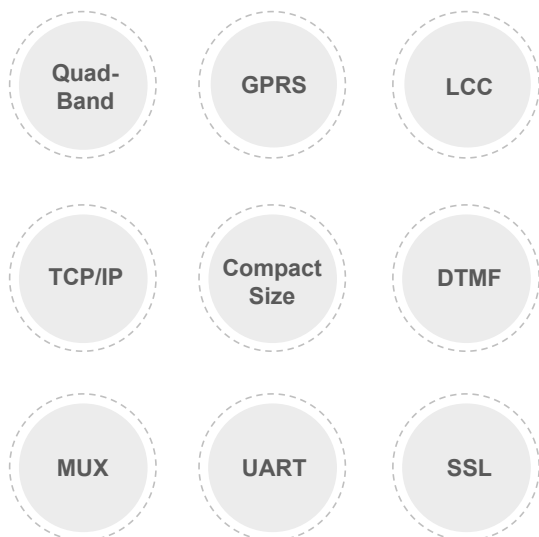 Quad-
Band
GPRS
LCC
TCP/IP
Compact
Size
DTMF
MUX
UART
SSL